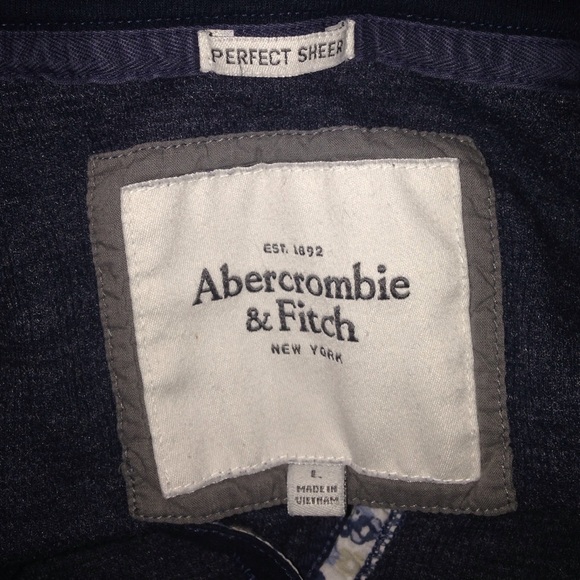 PERFECT SHEER
EST. 1892
Abercrombie
& Fitch
NEW YORK
L
MADE IN
VIETNAM